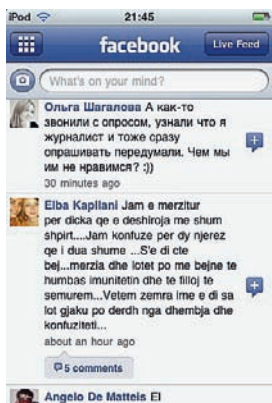 iPod 21:45
facebook Live Feed
What's on your mind?
Ольга Шагалова А как-то
звонили с опросом, узнали что я
журналист и тоже сразу
опрашивать передумали. Чем мы
им не нравимся? :))
30 minutes ago
Elba Kapllani Jam e merzitur
per dicka qe e deshiroja me shum
shpirt....Jam konfuze per dy njerez
qe i dua shume ...S'e di cte
bej...merzia dhe lotet po me bejne te
humbas imunitetin dhe te filloj te
semurem...Vetem zemra ime e di sa
lot gjaku po derdh nga dhembja dhe
konfuziteti...
about an hour ago
5 comments
Angelo De Matteis El